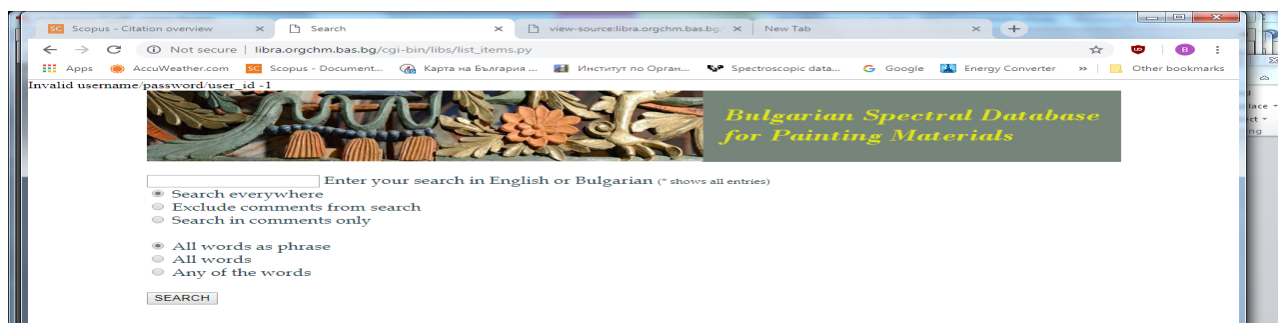 SC Scopus - Citation overview
Search
view-source:libra.orgchm.bas.bg/
New Tab
Not secure | libra.orgchm.bas.bg/cgi-bin/libs/list_items.py
B
Apps
AccuWeather.com
SC Scopus - Document...
Карта на България ...
Институт по Орган...
Spectroscopic data...
G Google
Energy Converter
»
Other bookmarks
Invalid username/password/user_id -1
Bulgarian Spectral Database
for Painting Materials
Enter your search in English or Bulgarian (* shows all entries)
Search everywhere
Exclude comments from search
Search in comments only
All words as phrase
All words
Any of the words
SEARCH